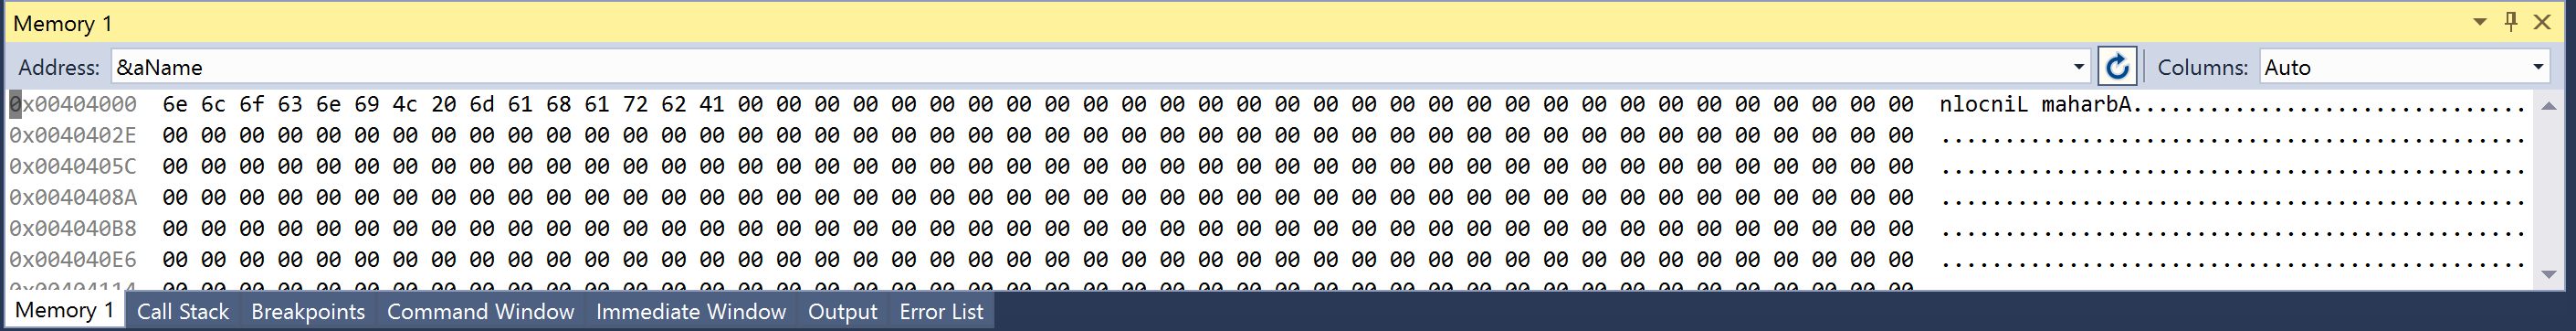 Memory 1
Address: &aName Columns: Auto
0x00404000 6e 6c 6f 63 6e 69 4c 20 6d 61 68 61 72 62 41 00 00 00 00 00 00 00 00 00 00 00 00 00 00 00 00 00 00 00 00 00 00 00 00 00 00 00 00 00 00 00 nlocniL maharbA...............................
0x0040402E 00 00 00 00 00 00 00 00 00 00 00 00 00 00 00 00 00 00 00 00 00 00 00 00 00 00 00 00 00 00 00 00 00 00 00 00 00 00 00 00 00 00 00 00 00 00 ..............................................
0x0040405C 00 00 00 00 00 00 00 00 00 00 00 00 00 00 00 00 00 00 00 00 00 00 00 00 00 00 00 00 00 00 00 00 00 00 00 00 00 00 00 00 00 00 00 00 00 00 ..............................................
0x0040408A 00 00 00 00 00 00 00 00 00 00 00 00 00 00 00 00 00 00 00 00 00 00 00 00 00 00 00 00 00 00 00 00 00 00 00 00 00 00 00 00 00 00 00 00 00 00 ..............................................
0x004040B8 00 00 00 00 00 00 00 00 00 00 00 00 00 00 00 00 00 00 00 00 00 00 00 00 00 00 00 00 00 00 00 00 00 00 00 00 00 00 00 00 00 00 00 00 00 00 ..............................................
0x004040E6 00 00 00 00 00 00 00 00 00 00 00 00 00 00 00 00 00 00 00 00 00 00 00 00 00 00 00 00 00 00 00 00 00 00 00 00 00 00 00 00 00 00 00 00 00 00 ..............................................
Memory 1 Call Stack Breakpoints Command Window Immediate Window Output Error List